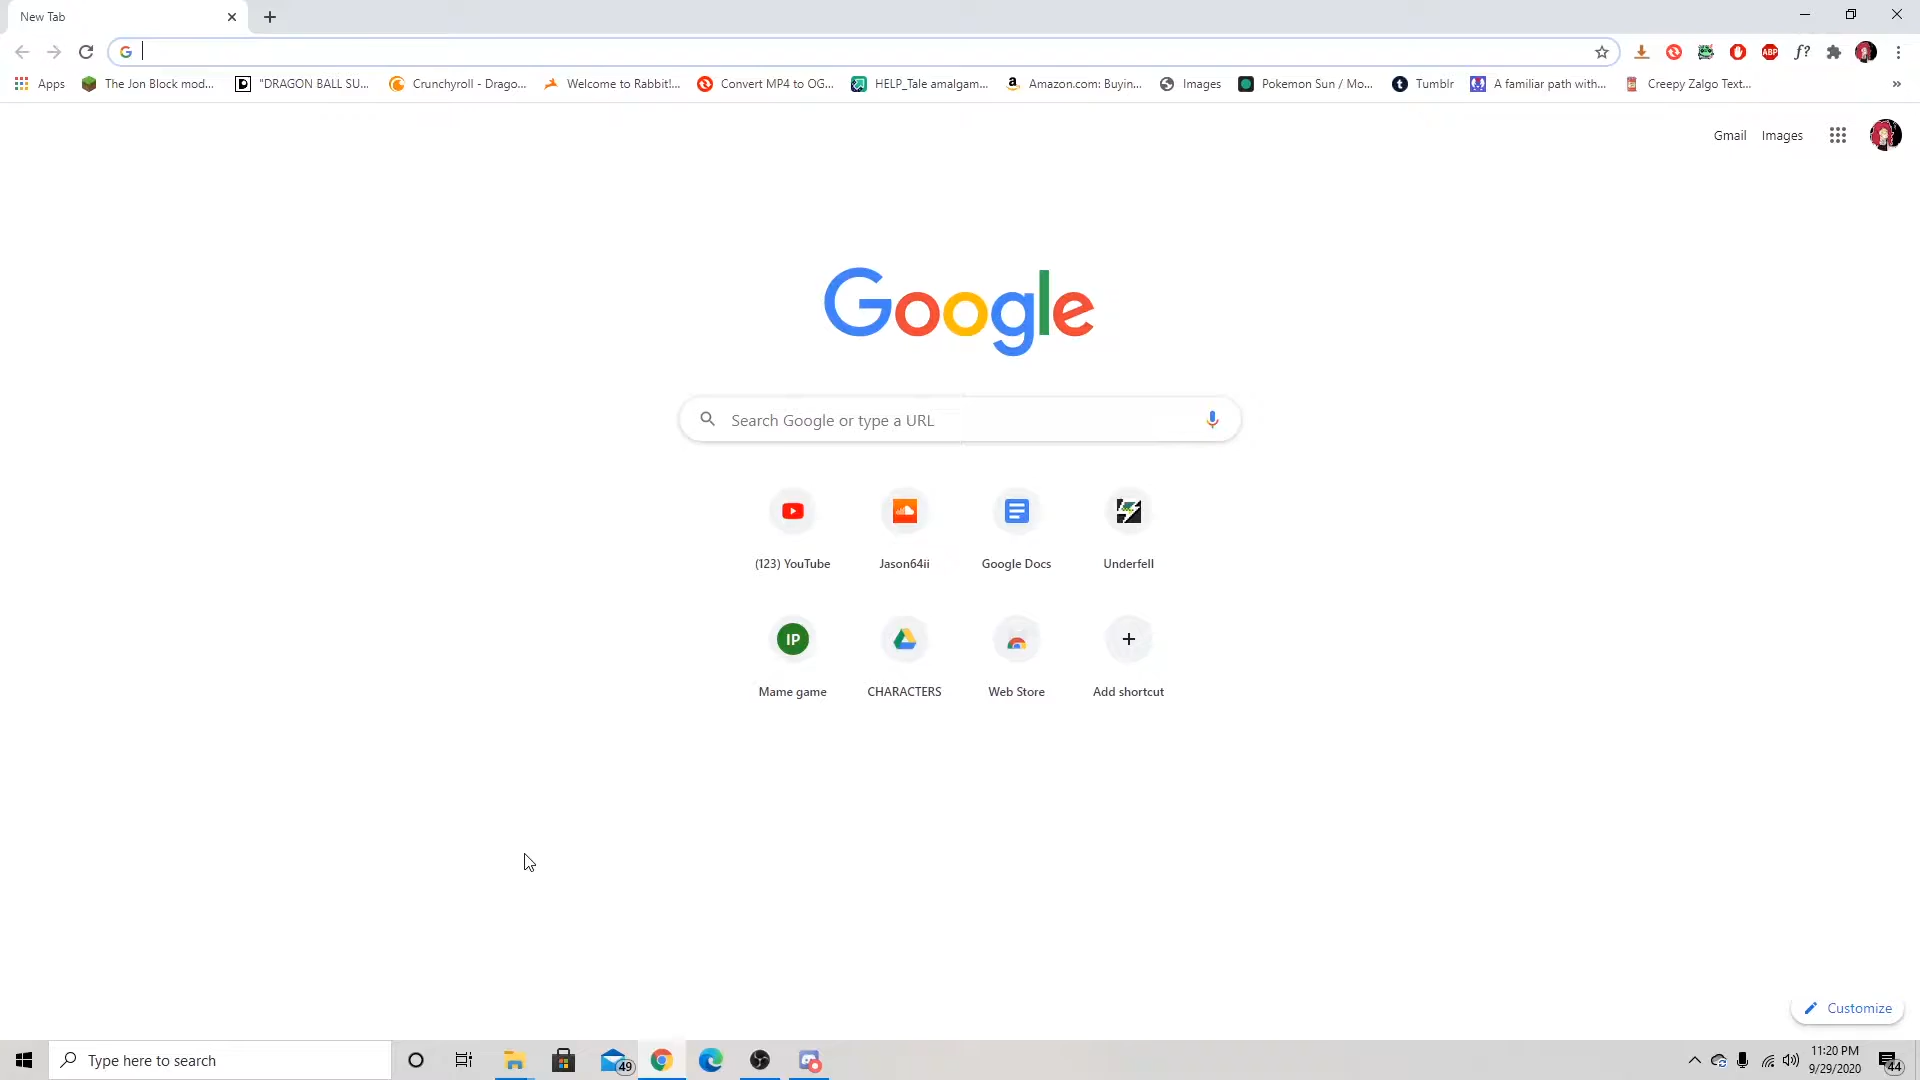 New Tab
Apps The Jon Block mod... "DRAGON BALL SU... Crunchyroll - Drago... Welcome to Rabbit!... Convert MP4 to OG... HELP_Tale amalgam... Amazon.com: Buyin... Images Pokemon Sun / Mo... Tumblr A familiar path with... Creepy Zalgo Text... »
ABP f?
Gmail Images
Google
Search Google or type a URL
(123) YouTube Jason64ii Google Docs Underfell
IP
Mame game CHARACTERS Web Store Add shortcut
Customize
Type here to search
49
11:20 PM
9/29/2020
44